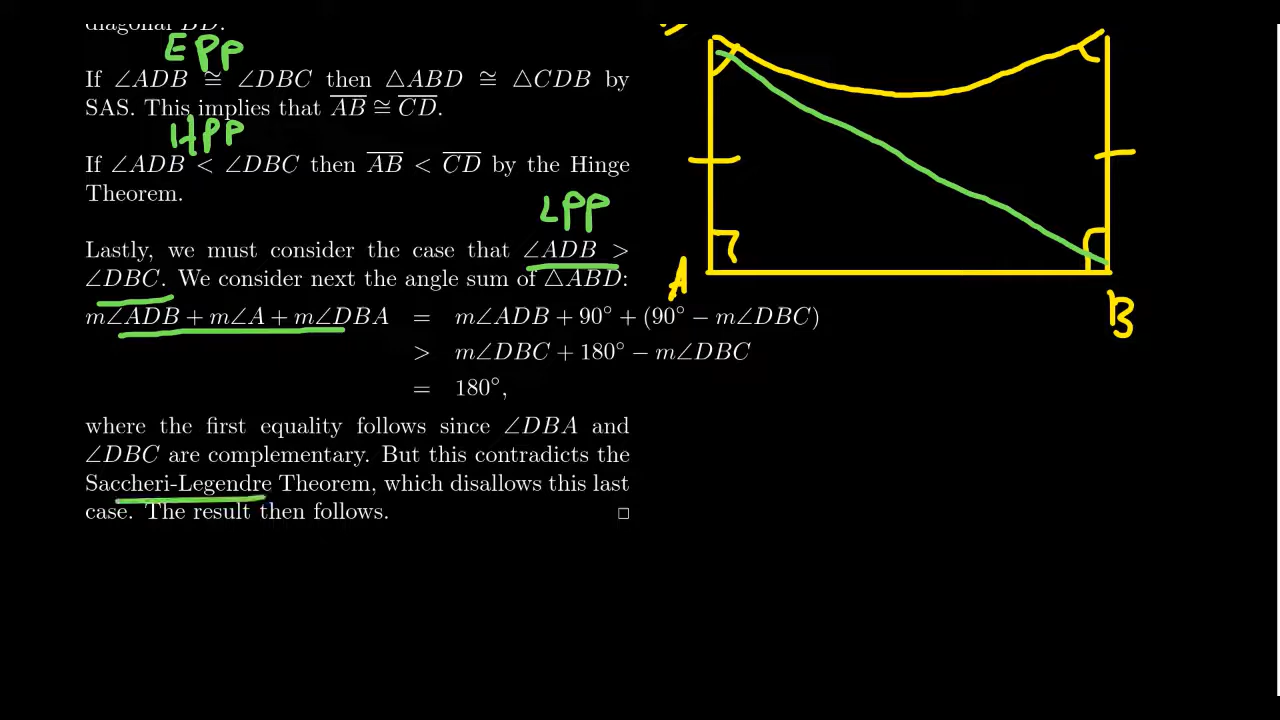 diagonal BD.
EPP
If ∠ADB ≅ ∠DBC then △ABD ≅ △CDB by
SAS. This implies that A̅B̅ ≅ C̅D̅.
HPP
If ∠ADB < ∠DBC then A̅B̅ < C̅D̅ by the Hinge
Theorem.
LPP
Lastly, we must consider the case that ∠ADB >
∠DBC. We consider next the angle sum of △ABD:
m∠ADB + m∠A + m∠DBA = m∠ADB + 90° + (90° − m∠DBC)
> m∠DBC + 180° − m∠DBC
= 180°,
where the first equality follows since ∠DBA and
∠DBC are complementary. But this contradicts the
Saccheri-Legendre Theorem, which disallows this last
case. The result then follows. □
A
B